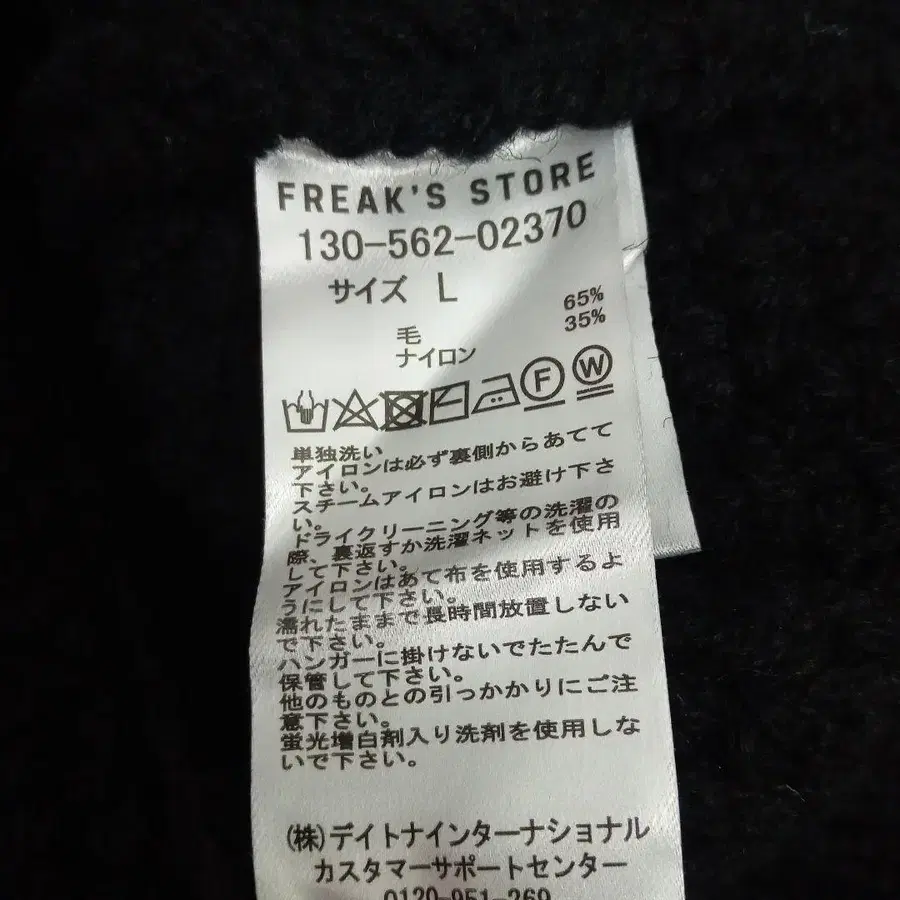 FREAK'S STORE
130-562-02370
サイズ L
毛 65%
ナイロン 35%
F W
単独洗い
アイロンは必ず裏側からあてて
下さい。
スチームアイロンはお避け下さ
い。
ドライクリーニング等の洗濯の
際、裏返すか洗濯ネットを使用
して下さい。
アイロンはあて布を使用するよ
うにして下さい。
濡れたままで長時間放置しない
で下さい。
ハンガーに掛けないでたたんで
保管して下さい。
他のものとの引っかかりにご注
意下さい。
蛍光増白剤入り洗剤を使用しな
いで下さい。
(株)デイトナインターナショナル
カスタマーサポートセンター
0120-951-269